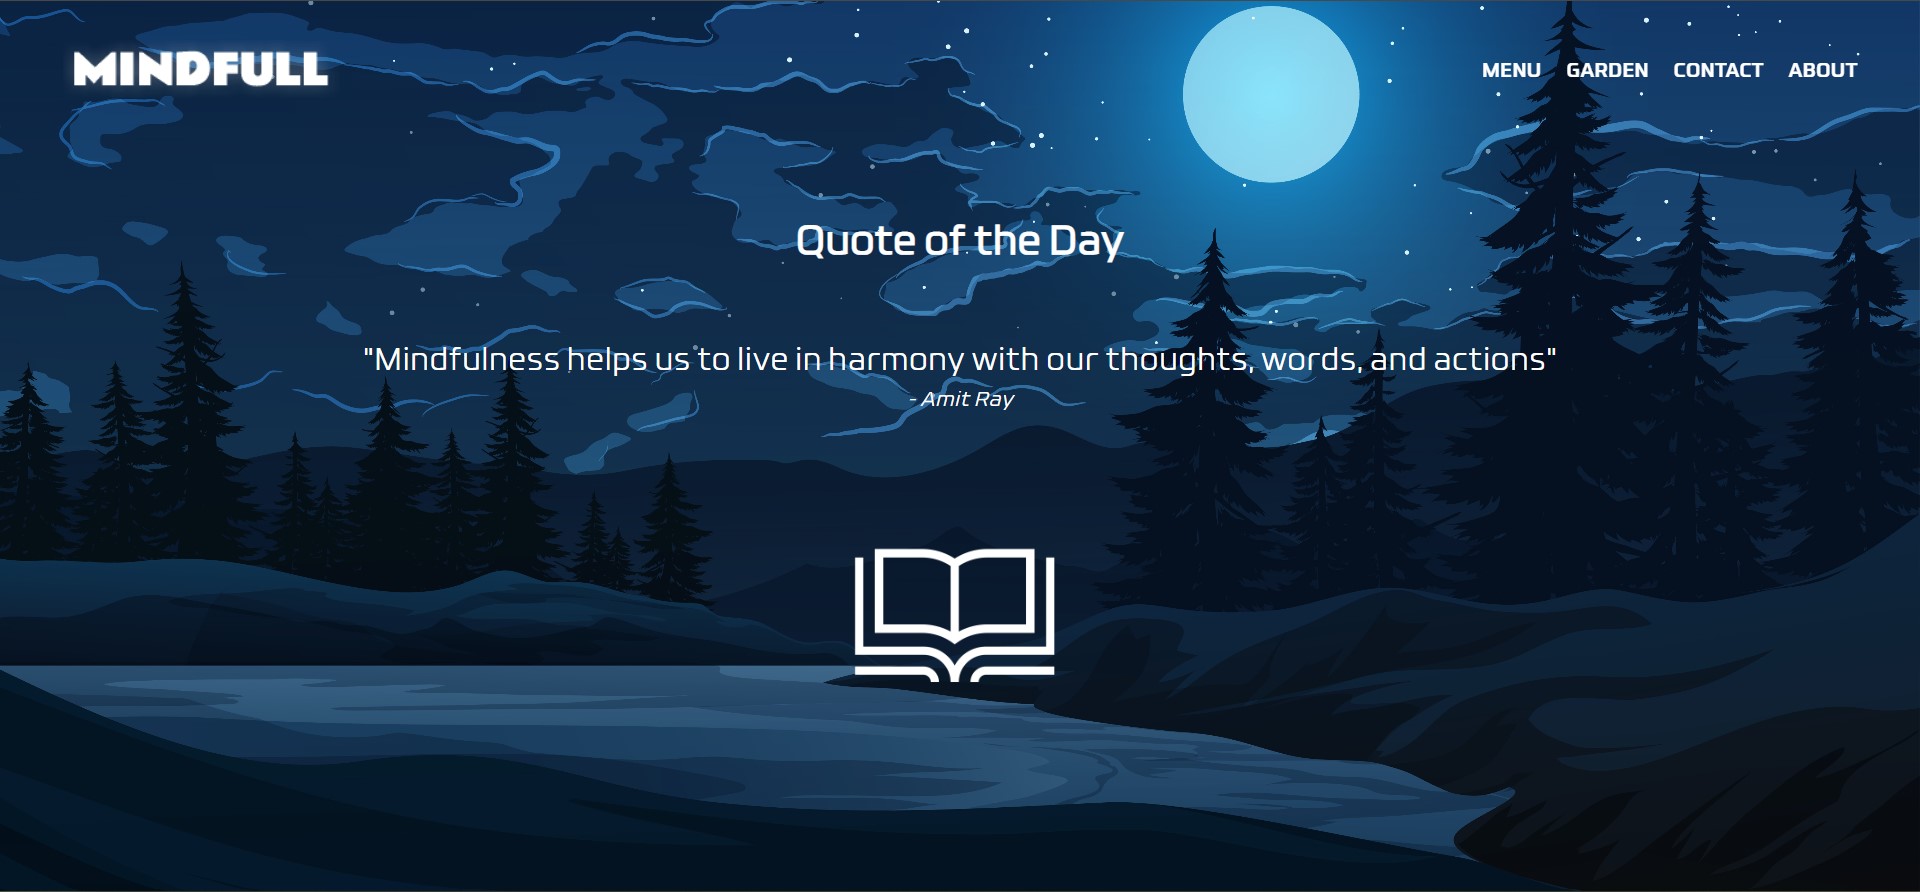 MINDFULL
MENU GARDEN CONTACT ABOUT
Quote of the Day
"Mindfulness helps us to live in harmony with our thoughts, words, and actions"
- Amit Ray